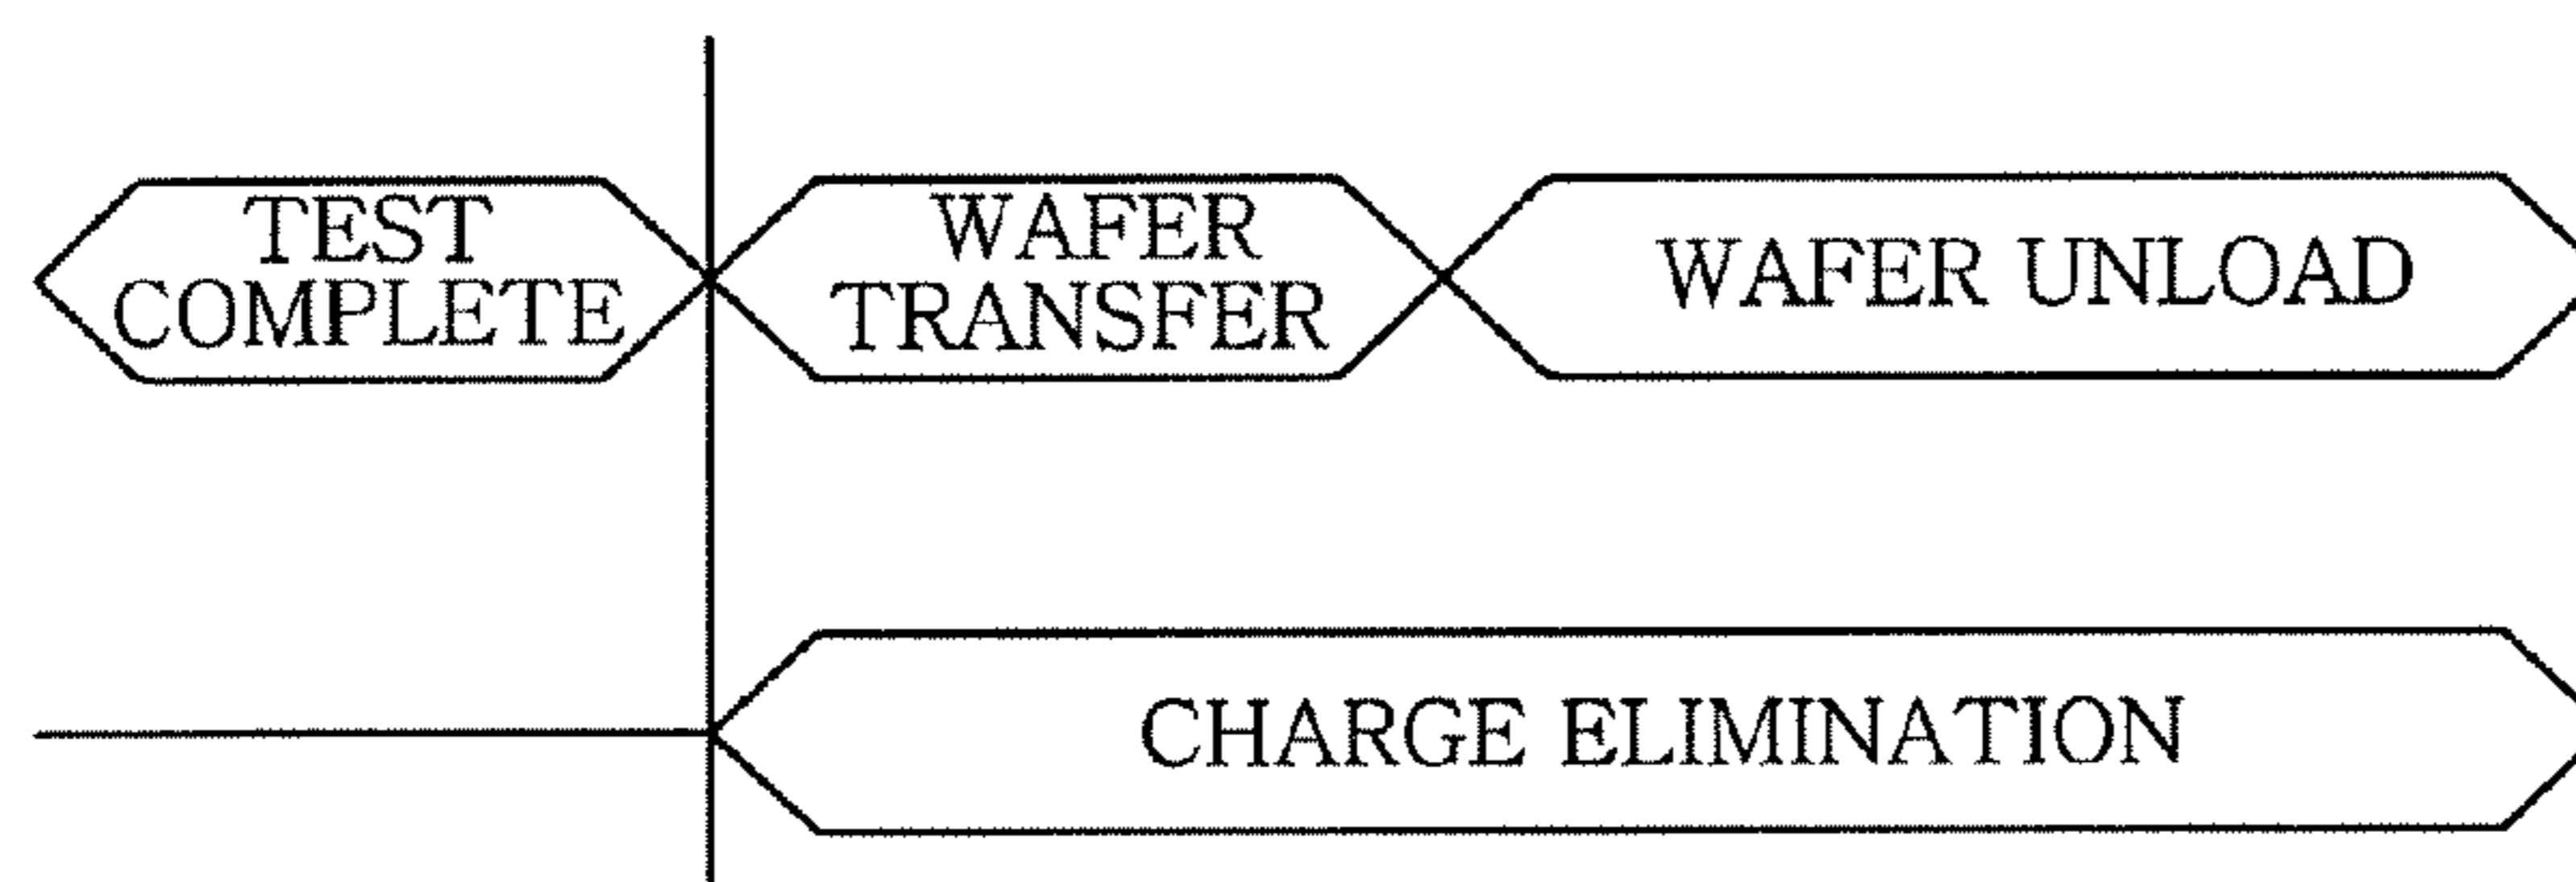 TEST
COMPLETE
WAFER
TRANSFER
WAFER UNLOAD
CHARGE ELIMINATION